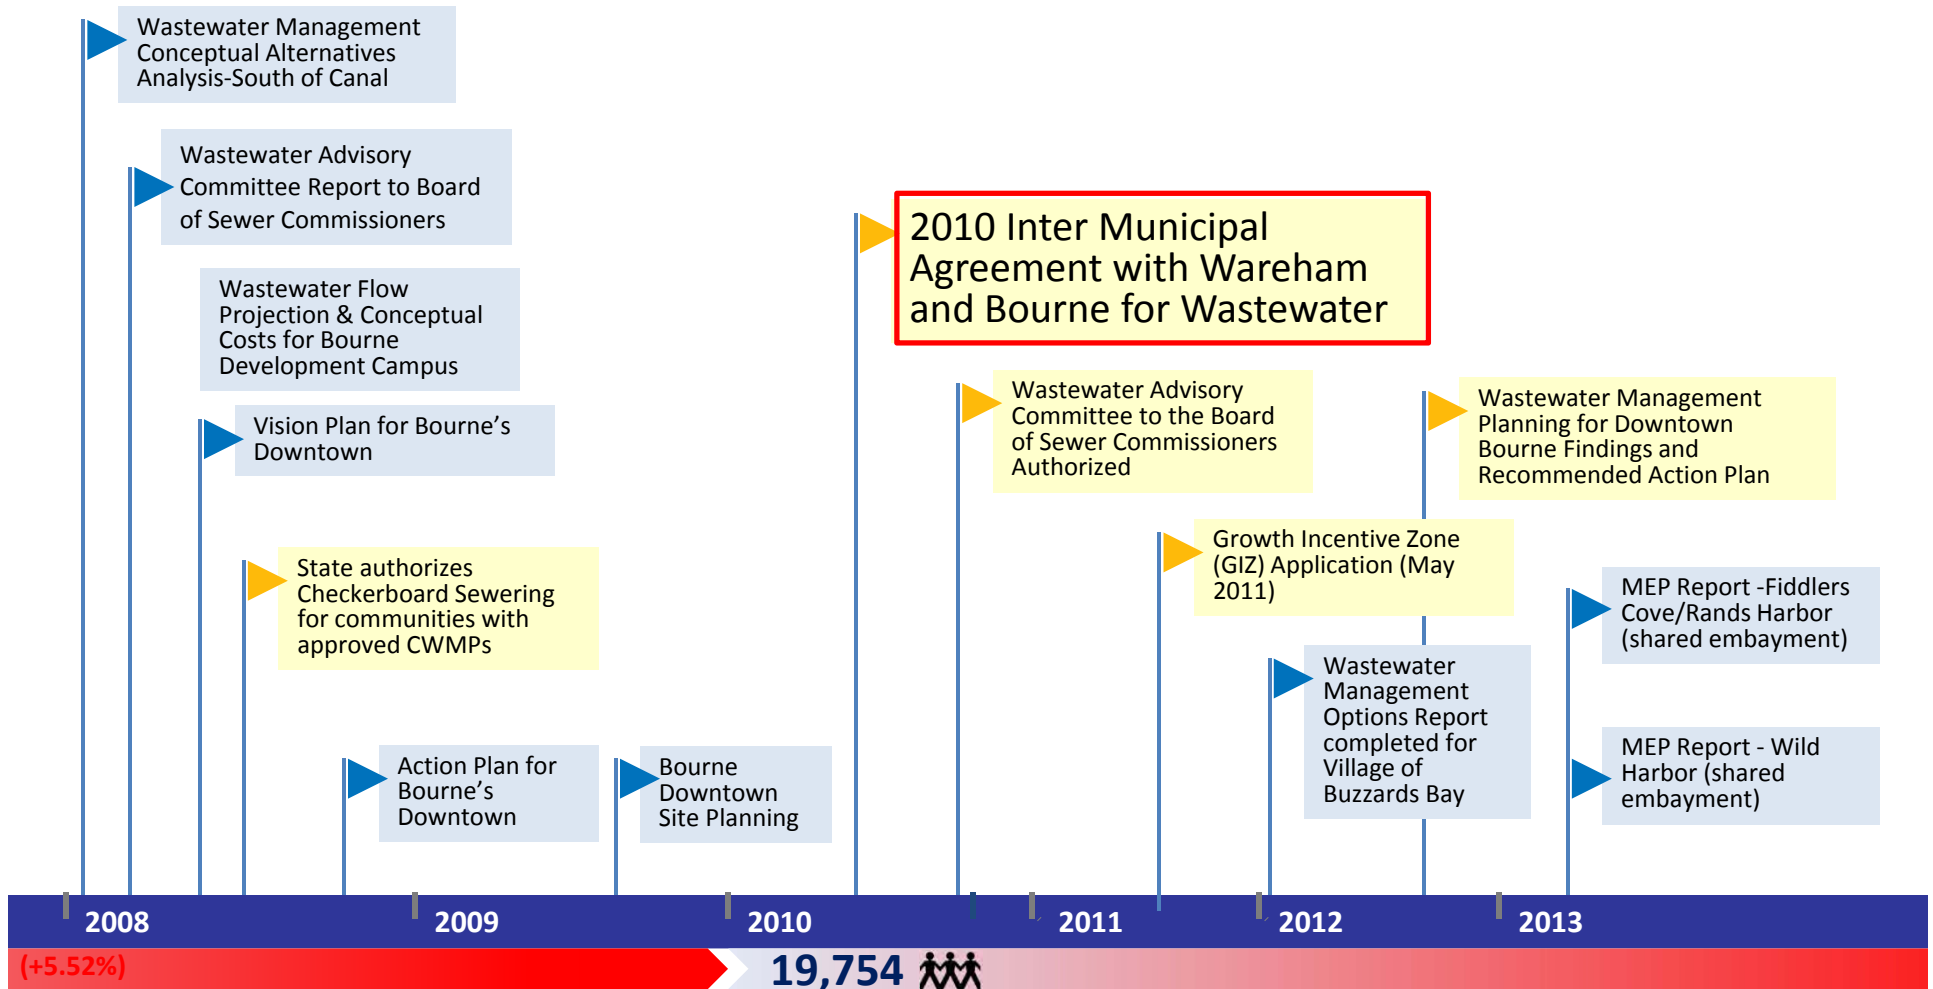 Wastewater Management
Conceptual Alternatives
Analysis-South of Canal
Wastewater Advisory
Committee Report to Board
of Sewer Commissioners
Wastewater Flow
Projection & Conceptual
Costs for Bourne
Development Campus
Vision Plan for Bourne’s
Downtown
State authorizes
Checkerboard Sewering
for communities with
approved CWMPs
Action Plan for
Bourne’s
Downtown
Bourne
Downtown
Site Planning
2010 Inter Municipal
Agreement with Wareham
and Bourne for Wastewater
Wastewater Advisory
Committee to the Board
of Sewer Commissioners
Authorized
Growth Incentive Zone
(GIZ) Application (May
2011)
Wastewater
Management
Options Report
completed for
Village of
Buzzards Bay
Wastewater Management
Planning for Downtown
Bourne Findings and
Recommended Action Plan
MEP Report -Fiddlers
Cove/Rands Harbor
(shared embayment)
MEP Report - Wild
Harbor (shared
embayment)
2008
2009
2010
2011
2012
2013
(+5.52%)
19,754